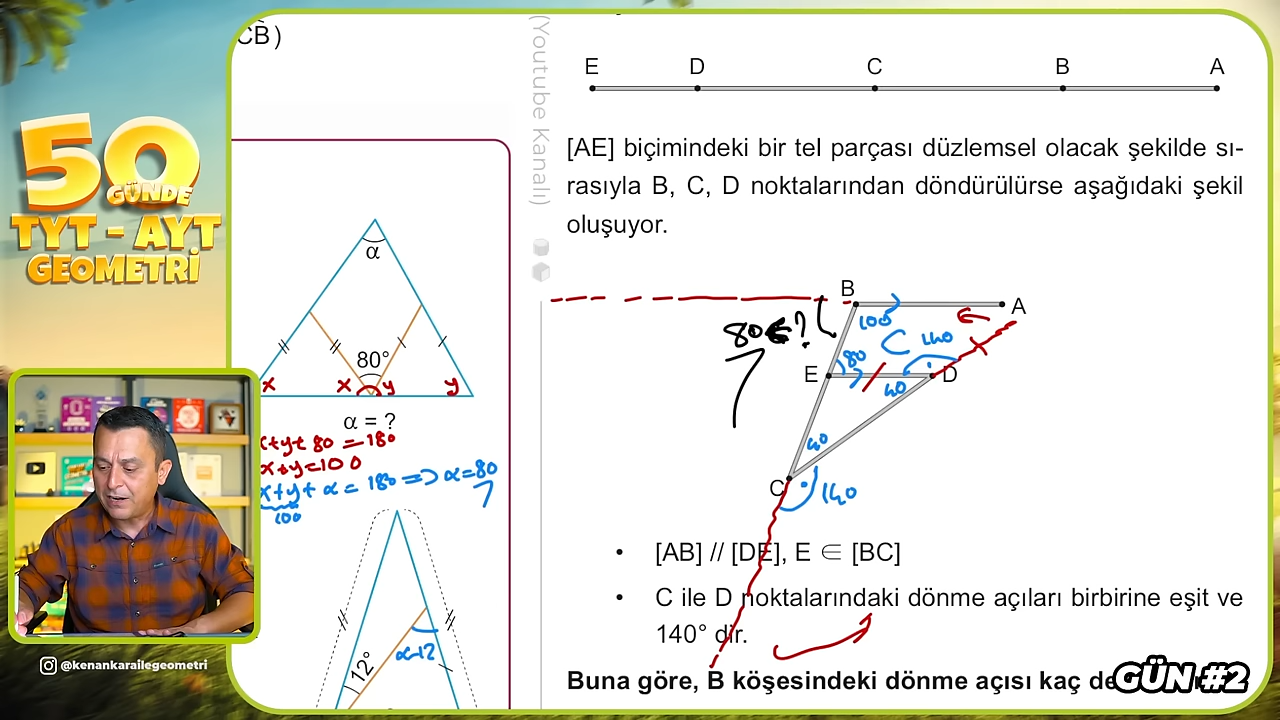 50
GÜNDE
TYT - AYT
GEOMETRİ
@kenankarailegeometri
CB)
α
80°
x x y y
α = ?
x+y+80=180
x+y=100
x+y+α=180 => α=80
100
12°
α-12
(Youtube Kanalı)
E D C B A
[AE] biçimindeki bir tel parçası düzlemsel olacak şekilde sı-
rasıyla B, C, D noktalarından döndürülürse aşağıdaki şekil
oluşuyor.
B A
100
80 ?
140
80
E D
40
40
C 140
• [AB] // [DE], E ∈ [BC]
• C ile D noktalarındaki dönme açıları birbirine eşit ve
140° dir.
Buna göre, B köşesindeki dönme açısı kaç de
GÜN #2